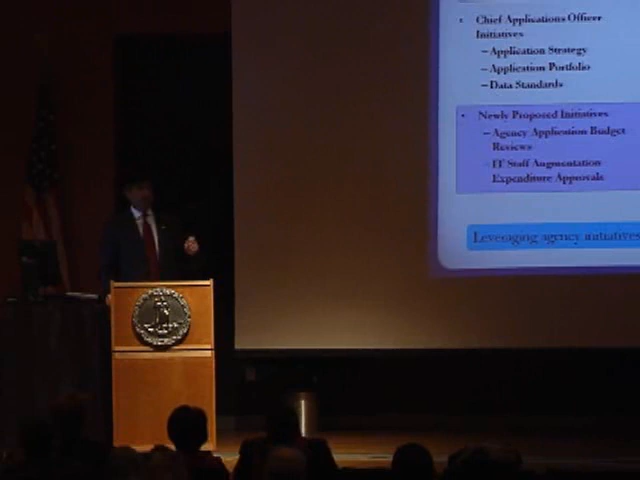 • Chief Applications Officer
Initiatives
–Application Strategy
–Application Portfolio
–Data Standards
• Newly Proposed Initiatives
–Agency Application Budget
Reviews
–IT Staff Augmentation
Expenditure Approvals
Leveraging agency initiatives